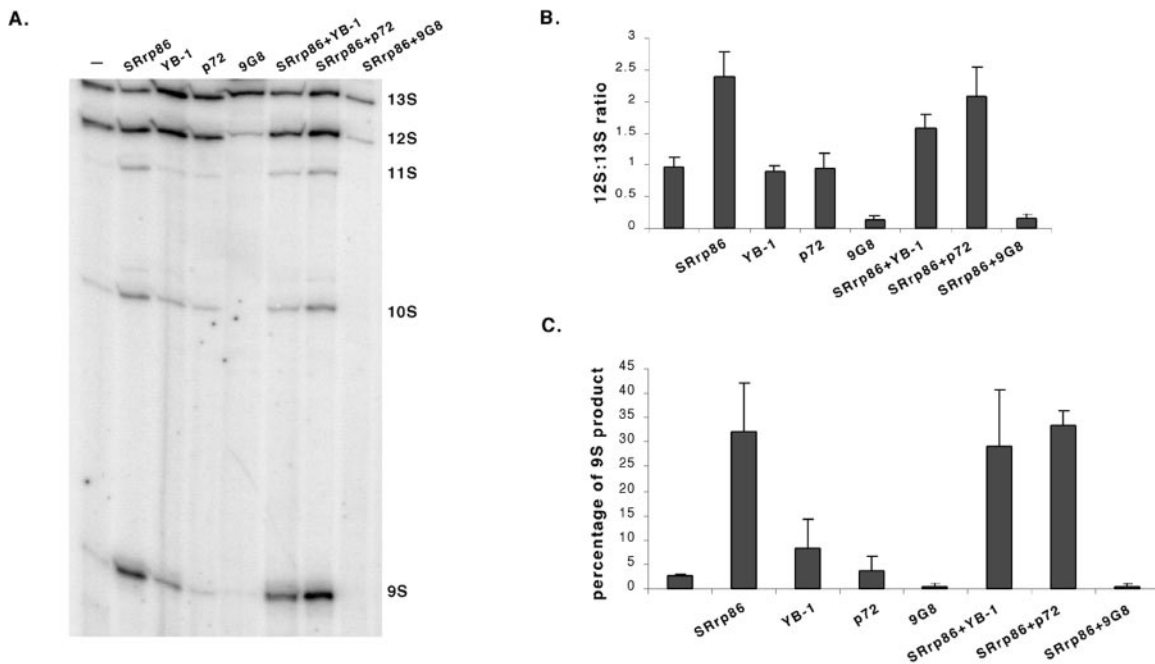 A.
– SRrp86 YB-1 p72 9G8 SRrp86+YB-1 SRrp86+p72 SRrp86+9G8
13S
12S
11S
10S
9S
B.
12S:13S ratio
3
2.5
2
1.5
1
0.5
0
SRrp86 YB-1 p72 9G8 SRrp86+YB-1 SRrp86+p72 SRrp86+9G8
C.
percentage of 9S product
45
40
35
30
25
20
15
10
5
0
SRrp86 YB-1 p72 9G8 SRrp86+YB-1 SRrp86+p72 SRrp86+9G8